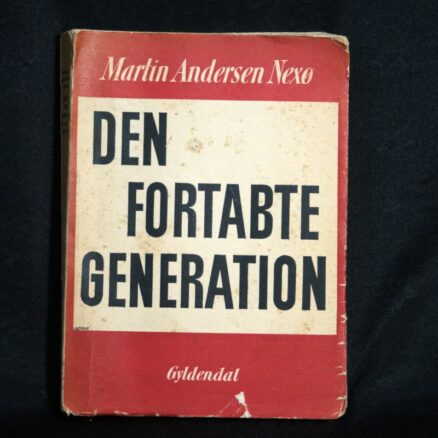 Martin Andersen Nexø
DEN
FORTABTE
GENERATION
Gyldendal